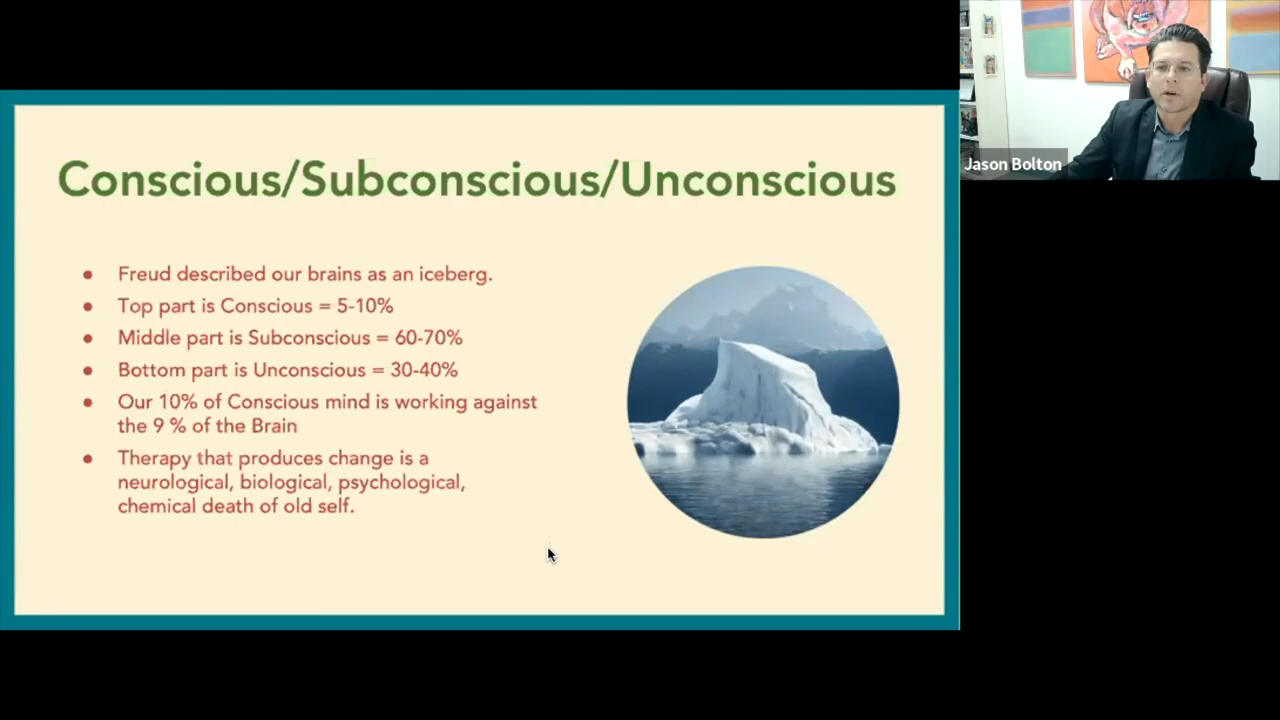 Conscious/Subconscious/Unconscious
• Freud described our brains as an iceberg.
• Top part is Conscious = 5-10%
• Middle part is Subconscious = 60-70%
• Bottom part is Unconscious = 30-40%
• Our 10% of Conscious mind is working against
the 9 % of the Brain
• Therapy that produces change is a
neurological, biological, psychological,
chemical death of old self.
Jason Bolton